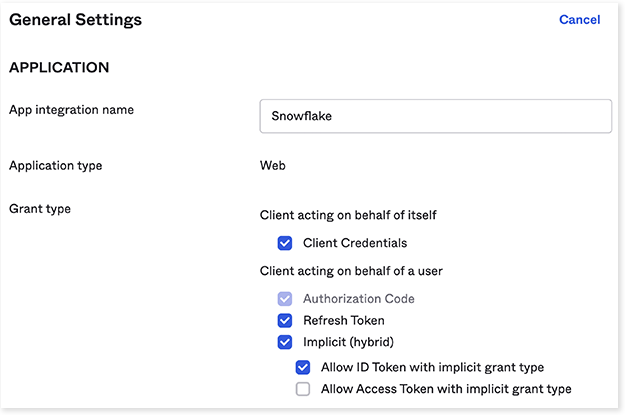 General Settings
Cancel
APPLICATION
App integration name
Snowflake
Application type
Web
Grant type
Client acting on behalf of itself
Client Credentials
Client acting on behalf of a user
Authorization Code
Refresh Token
Implicit (hybrid)
Allow ID Token with implicit grant type
Allow Access Token with implicit grant type